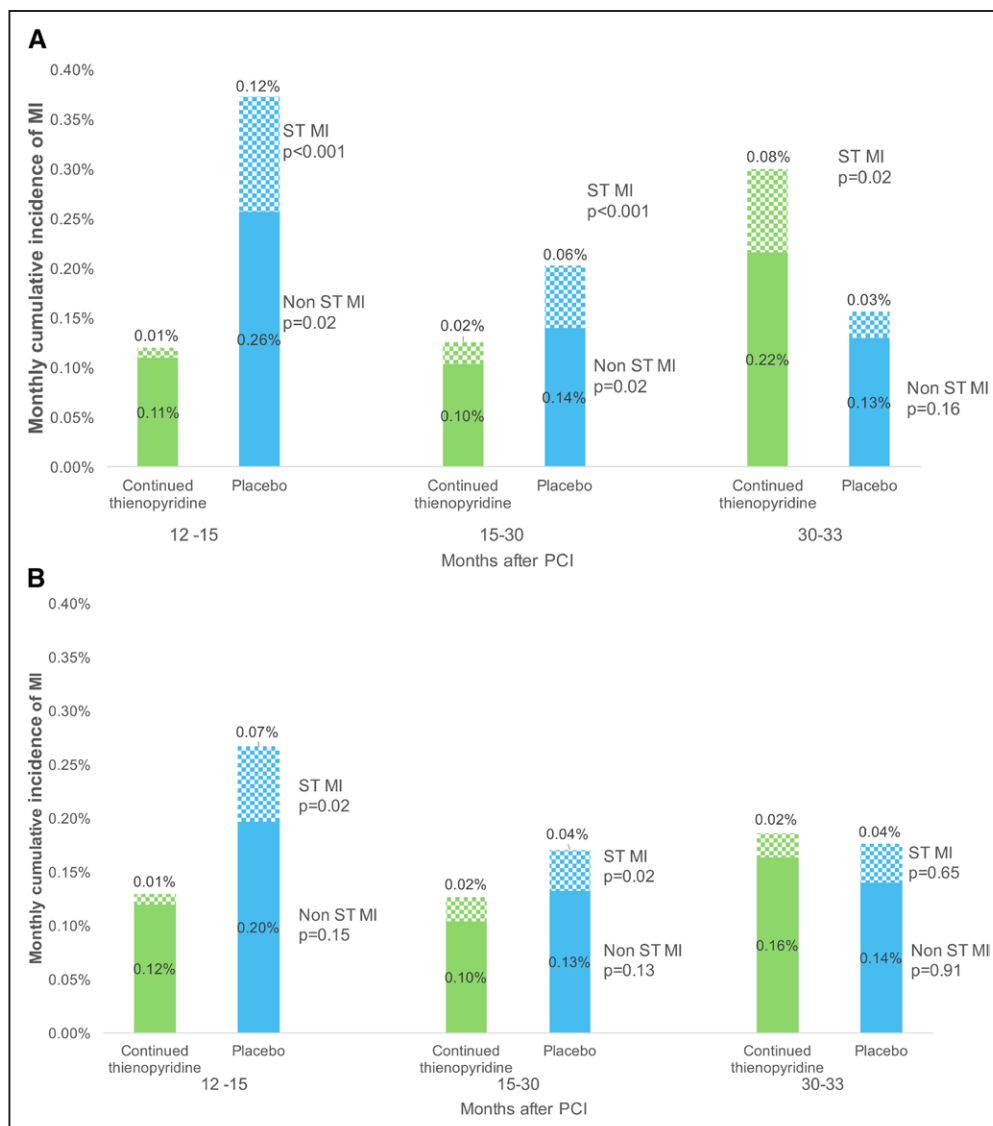 A
Monthly cumulative incidence of MI
0.40%
0.35%
0.30%
0.25%
0.20%
0.15%
0.10%
0.05%
0.00%
0.01%
0.11%
0.12%
0.26%
ST MI
p<0.001
Non ST MI
p=0.02
0.02%
0.10%
0.06%
0.14%
ST MI
p<0.001
Non ST MI
p=0.02
0.08%
0.22%
0.03%
0.13%
ST MI
p=0.02
Non ST MI
p=0.16
Continued
thienopyridine
Placebo
Continued
thienopyridine
Placebo
Continued
thienopyridine
Placebo
12 -15
15-30
30-33
Months after PCI
B
Monthly cumulative incidence of MI
0.40%
0.35%
0.30%
0.25%
0.20%
0.15%
0.10%
0.05%
0.00%
0.01%
0.12%
0.07%
0.20%
ST MI
p=0.02
Non ST MI
p=0.15
0.02%
0.10%
0.04%
0.13%
ST MI
p=0.02
Non ST MI
p=0.13
0.02%
0.16%
0.04%
0.14%
ST MI
p=0.65
Non ST MI
p=0.91
Continued
thienopyridine
Placebo
Continued
thienopyridine
Placebo
Continued
thienopyridine
Placebo
12 -15
15-30
30-33
Months after PCI